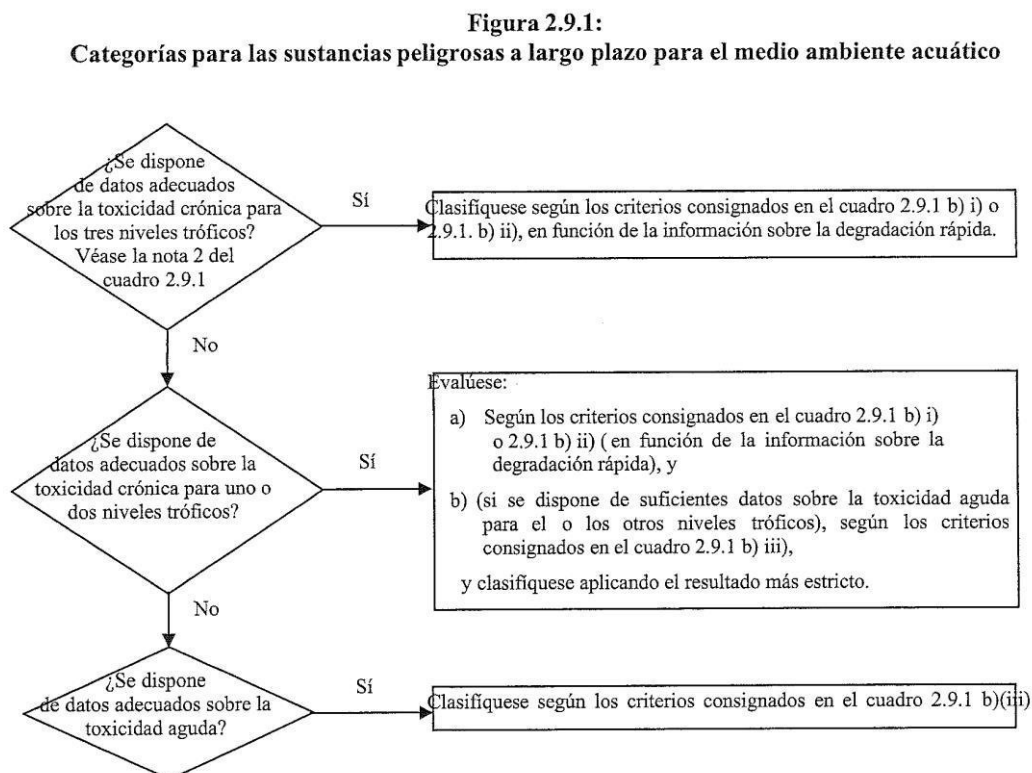 Figura 2.9.1:
Categorías para las sustancias peligrosas a largo plazo para el medio ambiente acuático
¿Se dispone
de datos adecuados
sobre la toxicidad crónica para
los tres niveles tróficos?
Véase la nota 2 del
cuadro 2.9.1
Sí
Clasifíquese según los criterios consignados en el cuadro 2.9.1 b) i) o
2.9.1. b) ii), en función de la información sobre la degradación rápida.
No
¿Se dispone de
datos adecuados sobre la
toxicidad crónica para uno o
dos niveles tróficos?
Sí
Evalúese:
a) Según los criterios consignados en el cuadro 2.9.1 b) i)
o 2.9.1 b) ii) ( en función de la información sobre la
degradación rápida), y
b) (si se dispone de suficientes datos sobre la toxicidad aguda
para el o los otros niveles tróficos), según los criterios
consignados en el cuadro 2.9.1 b) iii),
y clasifíquese aplicando el resultado más estricto.
No
¿Se dispone
de datos adecuados sobre la
toxicidad aguda?
Sí
Clasifíquese según los criterios consignados en el cuadro 2.9.1 b)(iii)